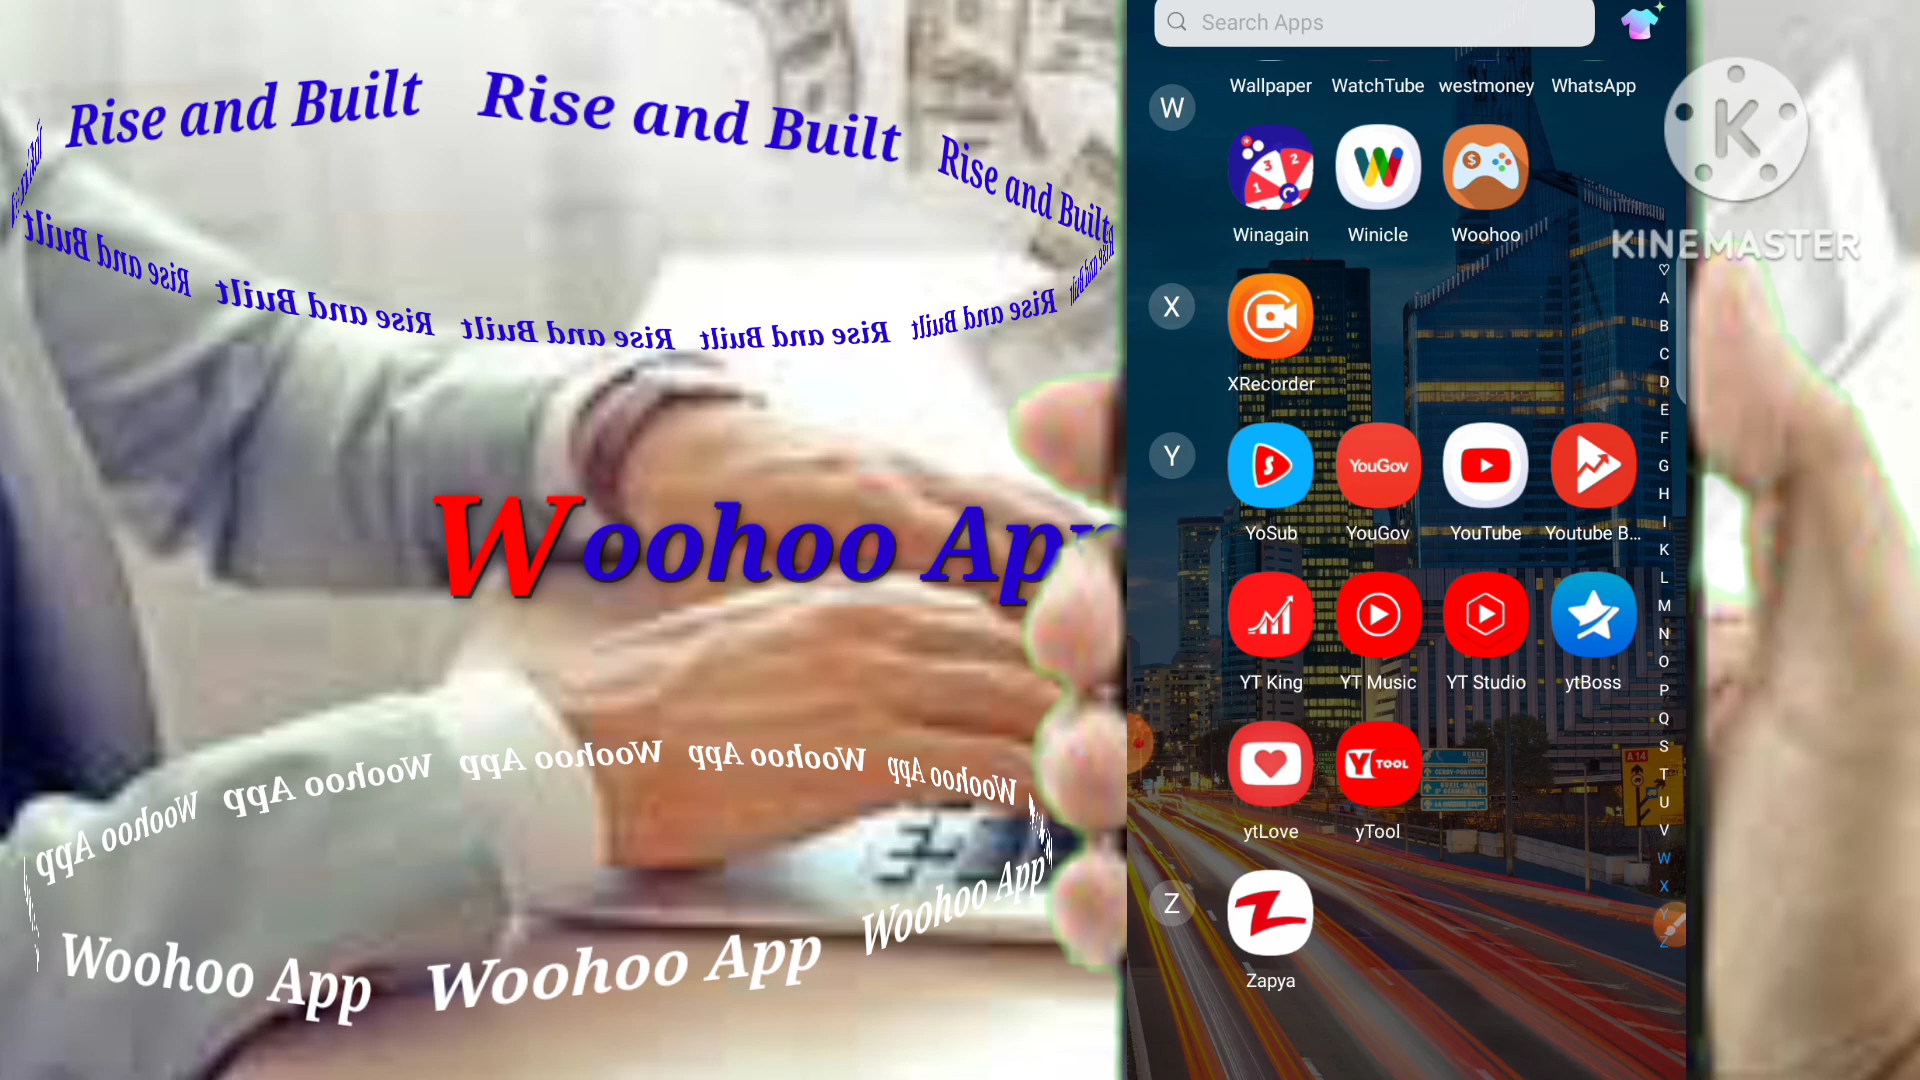 Rise and Built Rise and Built Rise and Built
Rise and Built Rise and Built Rise and Built Rise and Built Rise and Built
Woohoo App
Woohoo App Woohoo App Woohoo App Woohoo App Woohoo App
Woohoo App Woohoo App Woohoo App
Search Apps
W
Wallpaper WatchTube westmoney WhatsApp
Winagain Winicle Woohoo
X
XRecorder
Y
YouGov
YoSub YouGov YouTube Youtube B...
YT King YT Music YT Studio ytBoss
Y TOOL
ytLove yTool
Z
Zapya
A
B
C
D
E
F
G
H
I
K
L
M
N
O
P
Q
S
T
U
V
W
X
Y
Z
A14
K
KINEMASTER